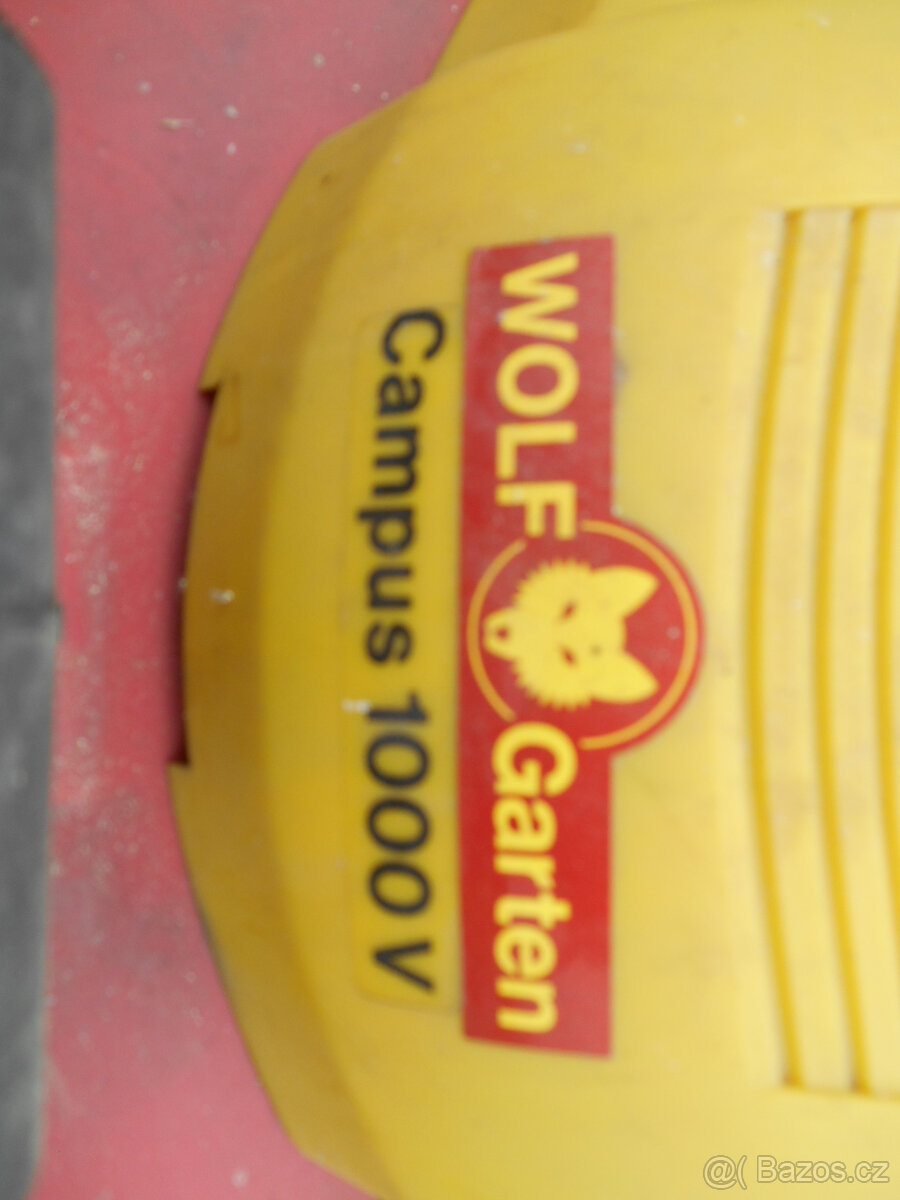 WOLF Garten
Campus 1000 V
@( Bazos.cz